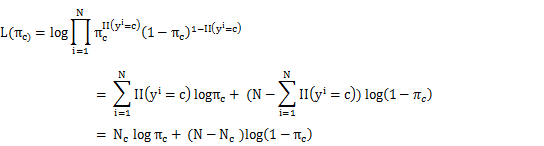 L(π_c) = log ∏_{i=1}^{N} π_c^{II(y^i=c)} (1 − π_c)^{1−II(y^i=c)}
= ∑_{i=1}^{N} II(y^i = c) logπ_c + (N − ∑_{i=1}^{N} II(y^i = c)) log(1 − π_c)
= N_c log π_c + (N − N_c )log(1 − π_c)